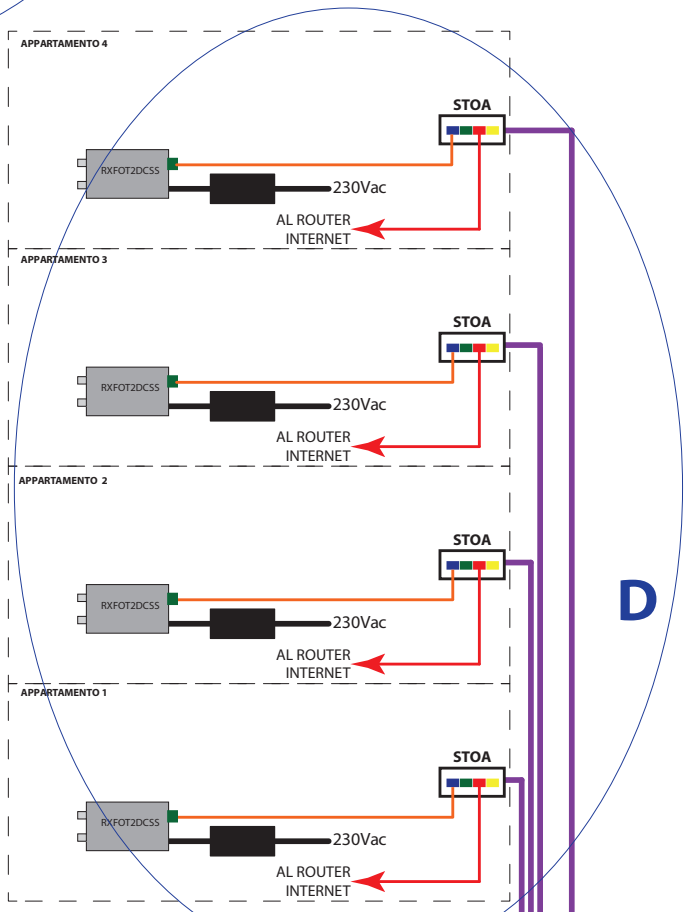 APPARTAMENTO 4
STOA
RXFOT2DCSS
230Vac
AL ROUTER
INTERNET
APPARTAMENTO 3
STOA
RXFOT2DCSS
230Vac
AL ROUTER
INTERNET
APPARTAMENTO 2
STOA
D
RXFOT2DCSS
230Vac
AL ROUTER
INTERNET
APPARTAMENTO 1
STOA
RXFOT2DCSS
230Vac
AL ROUTER
INTERNET